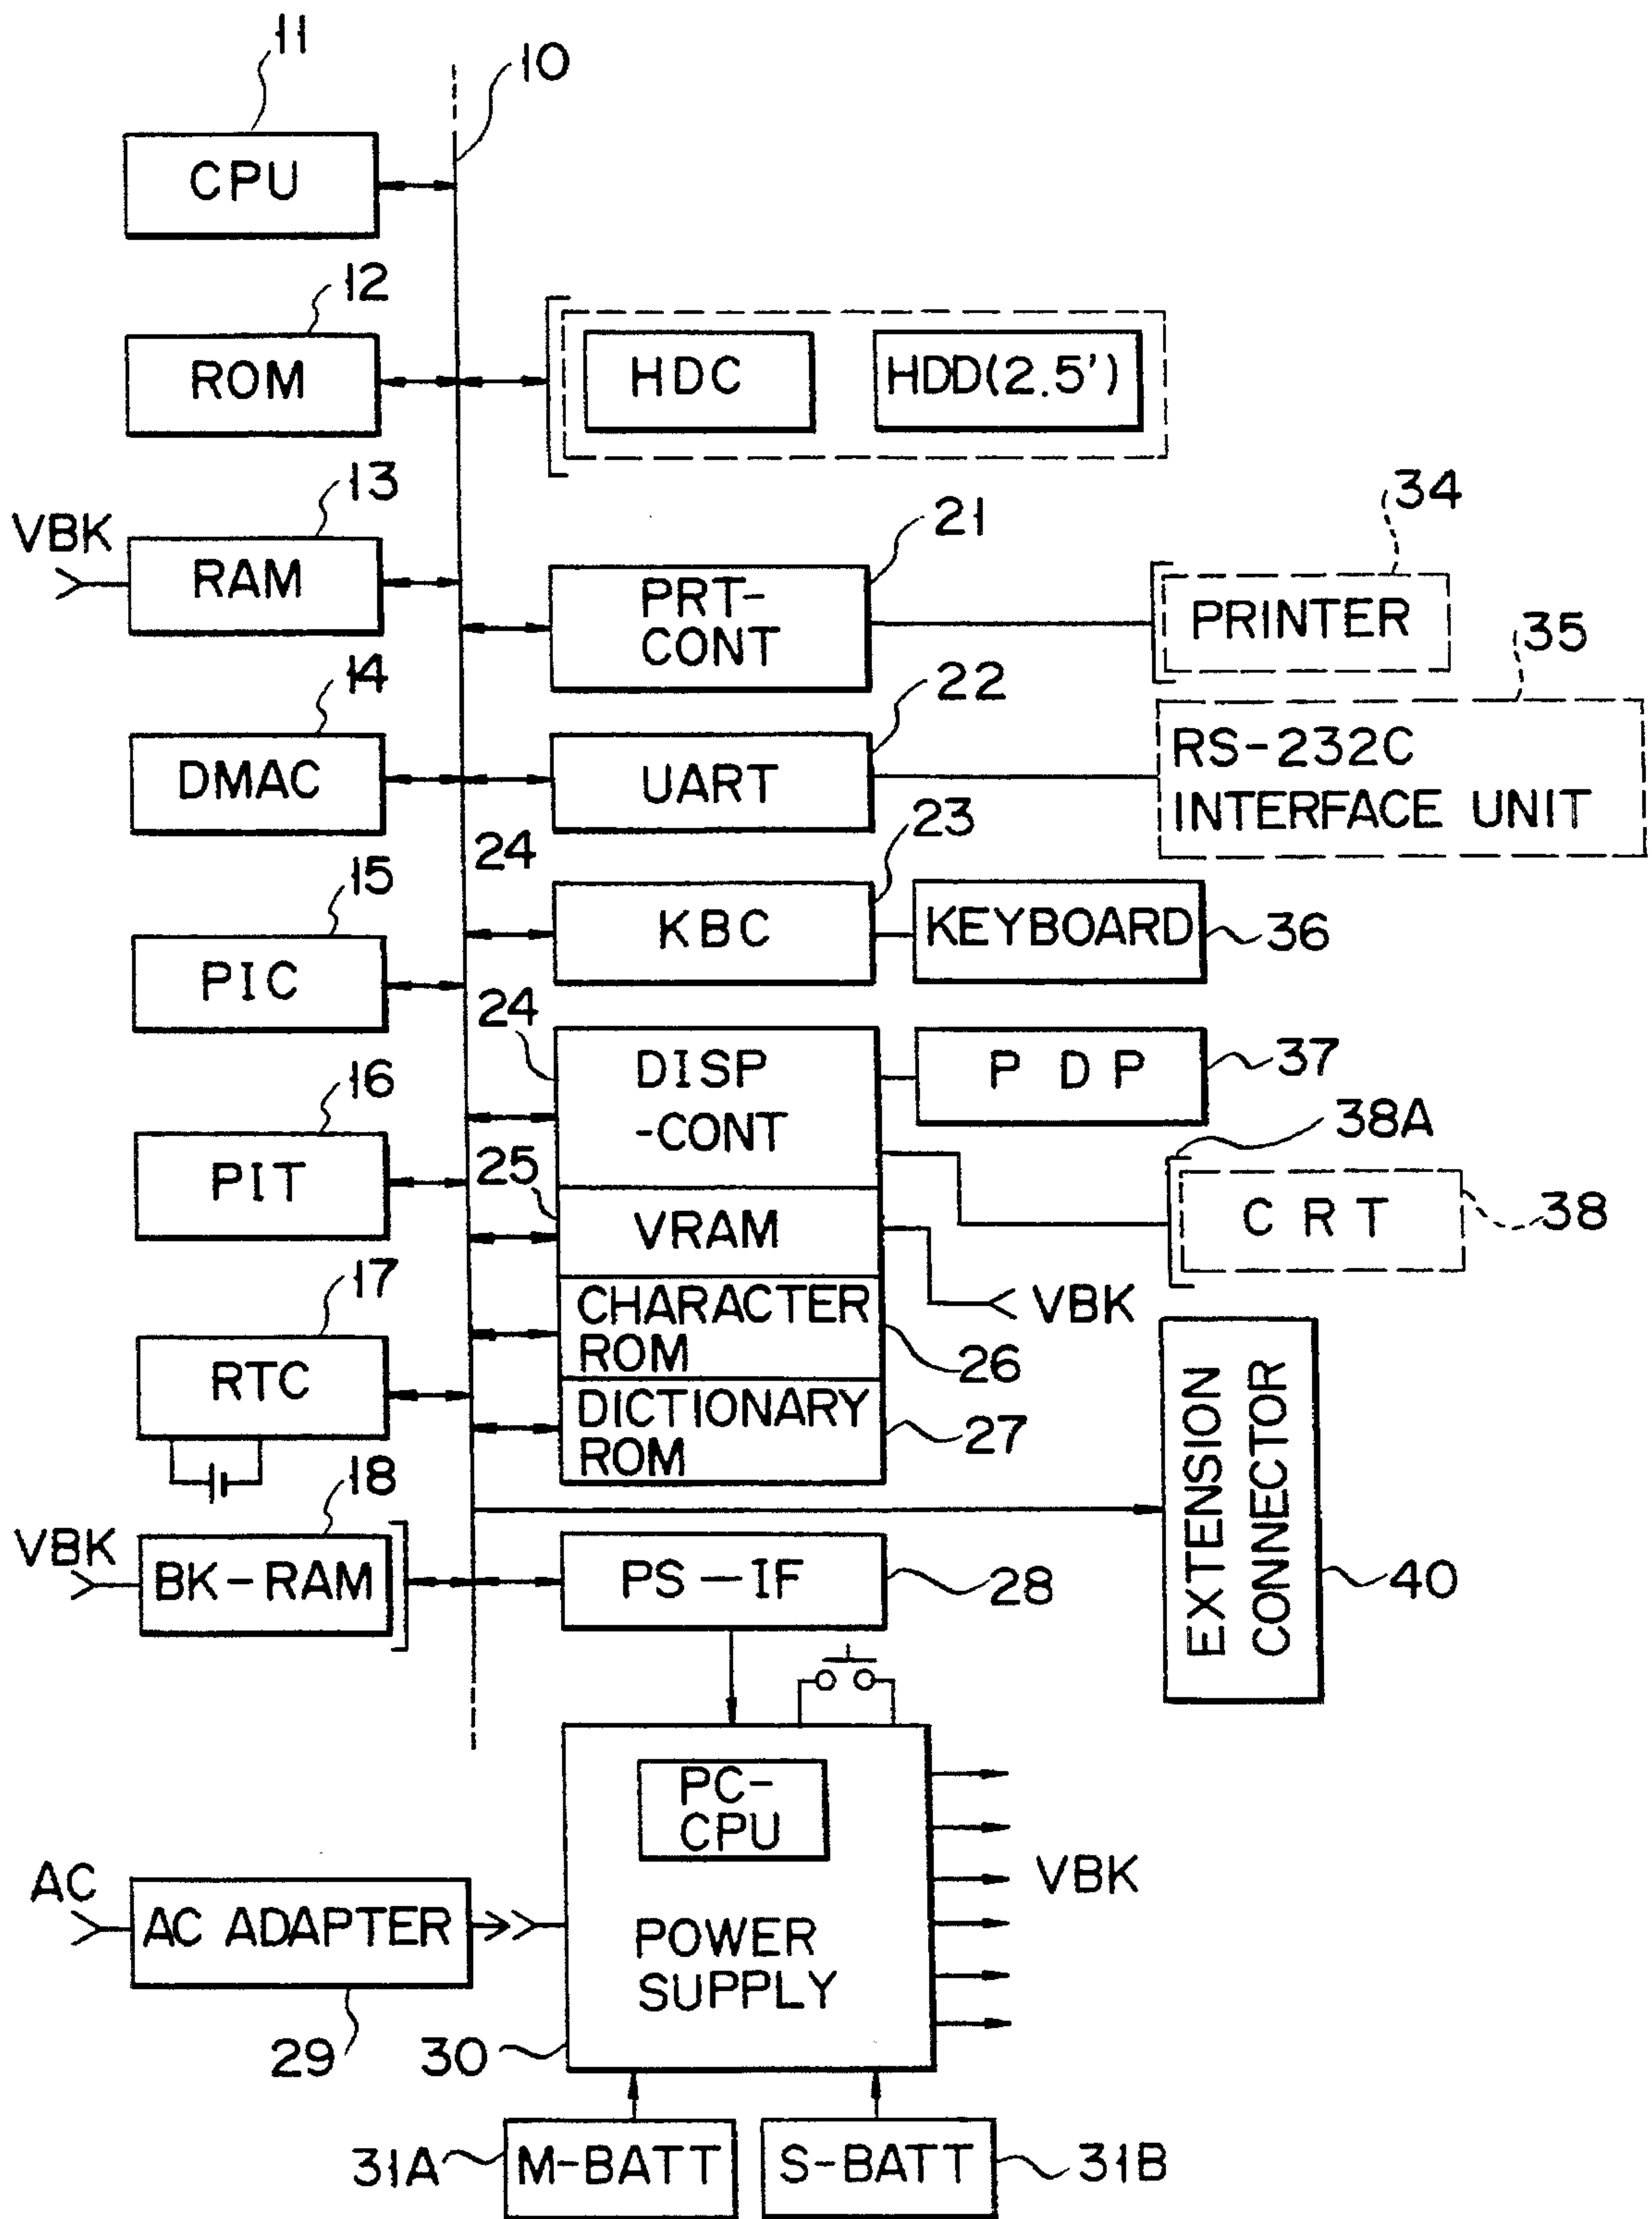 11
10
CPU
12
ROM
HDC
HDD(2.5')
13
VBK
RAM
21
PRT-
CONT
34
PRINTER
14
DMAC
22
UART
35
RS-232C
INTERFACE UNIT
24
23
15
PIC
KBC
KEYBOARD
36
24
DISP
-CONT
PDP
37
16
PIT
38A
CRT
38
25
VRAM
VBK
17
RTC
CHARACTER
ROM
26
DICTIONARY
ROM
27
EXTENSION
CONNECTOR
40
18
VBK
BK-RAM
PS-IF
28
PC-
CPU
VBK
AC
AC ADAPTER
29
POWER
SUPPLY
30
31A
M-BATT
S-BATT
31B